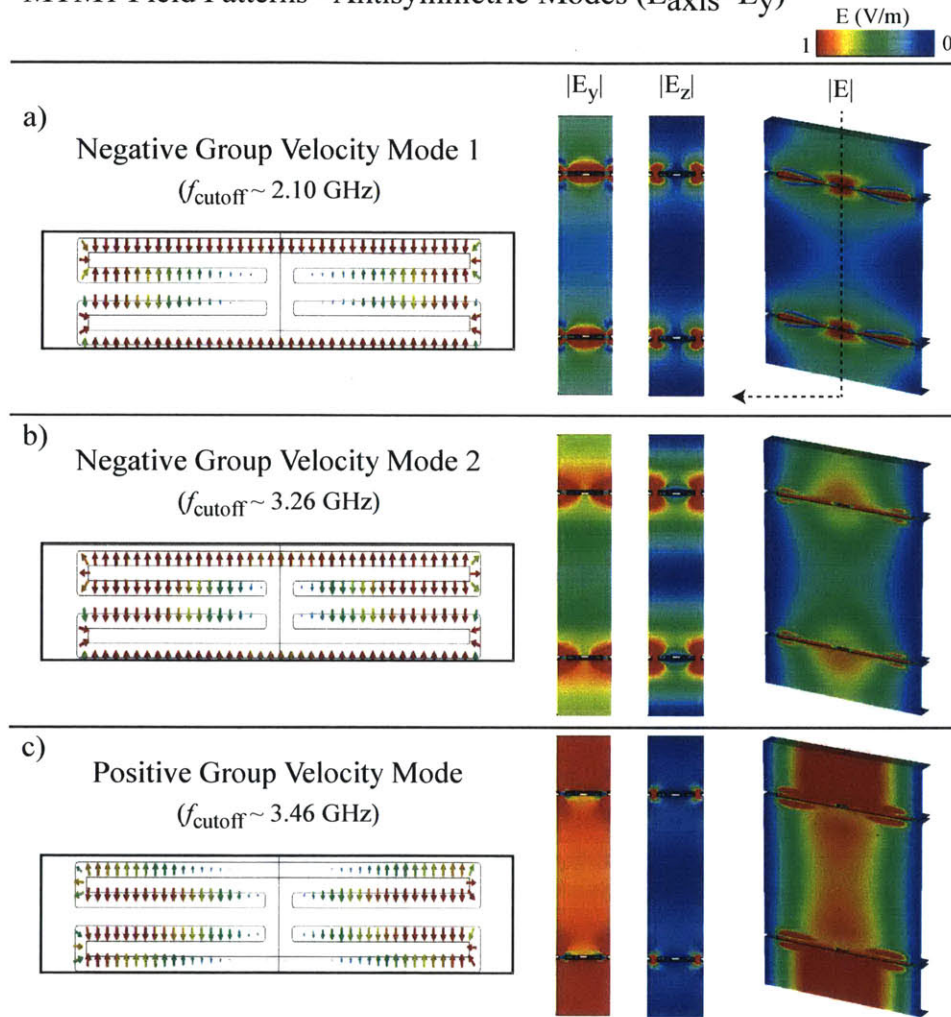 MTMT Field Patterns - Antisymmetric Modes (Eaxis~Ey)
E (V/m)
1 0
|Ey| |Ez| |E|
a)
Negative Group Velocity Mode 1
(fcutoff ~ 2.10 GHz)
b)
Negative Group Velocity Mode 2
(fcutoff ~ 3.26 GHz)
c)
Positive Group Velocity Mode
(fcutoff ~ 3.46 GHz)